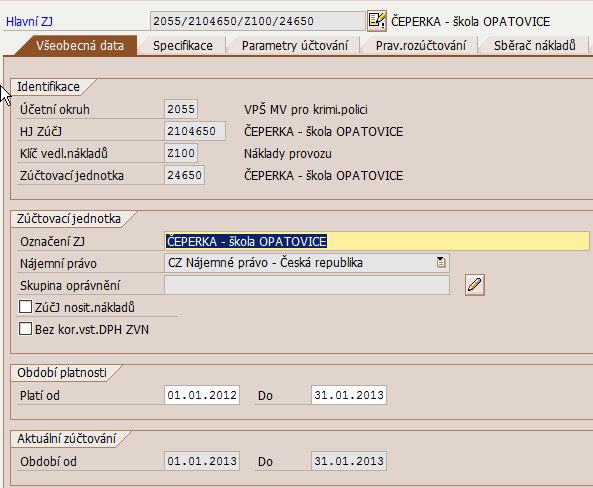 Hlavní ZJ 2055/2104650/Z100/24650 ČEPERKA - škola OPATOVICE
Všeobecná data Specifikace Parametry účtování Prav.rozúčtování Sběrač nákladů
Identifikace
Účetní okruh 2055 VPŠ MV pro krimi.polici
HJ ZúčJ 2104650 ČEPERKA - škola OPATOVICE
Klíč vedl.nákladů Z100 Náklady provozu
Zúčtovací jednotka 24650 ČEPERKA - škola OPATOVICE
Zúčtovací jednotka
Označení ZJ ČEPERKA - škola OPATOVICE
Nájemní právo CZ Nájemné právo - Česká republika
Skupina oprávnění
ZúčJ nosit.nákladů
Bez kor.vst.DPH ZVN
Období platnosti
Platí od 01.01.2012 Do 31.01.2013
Aktuální zúčtování
Období od 01.01.2013 Do 31.01.2013